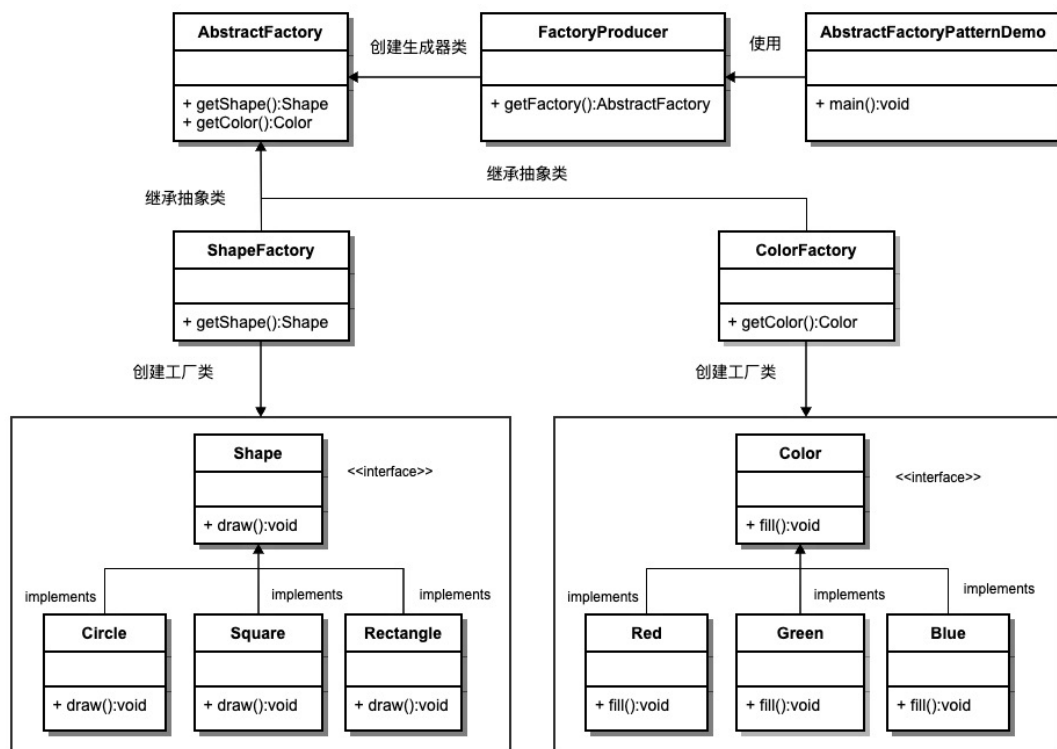 AbstractFactory
+ getShape():Shape
+ getColor():Color
创建生成器类
FactoryProducer
+ getFactory():AbstractFactory
使用
AbstractFactoryPatternDemo
+ main():void
继承抽象类
继承抽象类
ShapeFactory
+ getShape():Shape
ColorFactory
+ getColor():Color
创建工厂类
创建工厂类
Shape
<<interface>>
+ draw():void
implements
implements
implements
Circle
+ draw():void
Square
+ draw():void
Rectangle
+ draw():void
Color
<<interface>>
+ fill():void
implements
implements
implements
Red
+ fill():void
Green
+ fill():void
Blue
+ fill():void